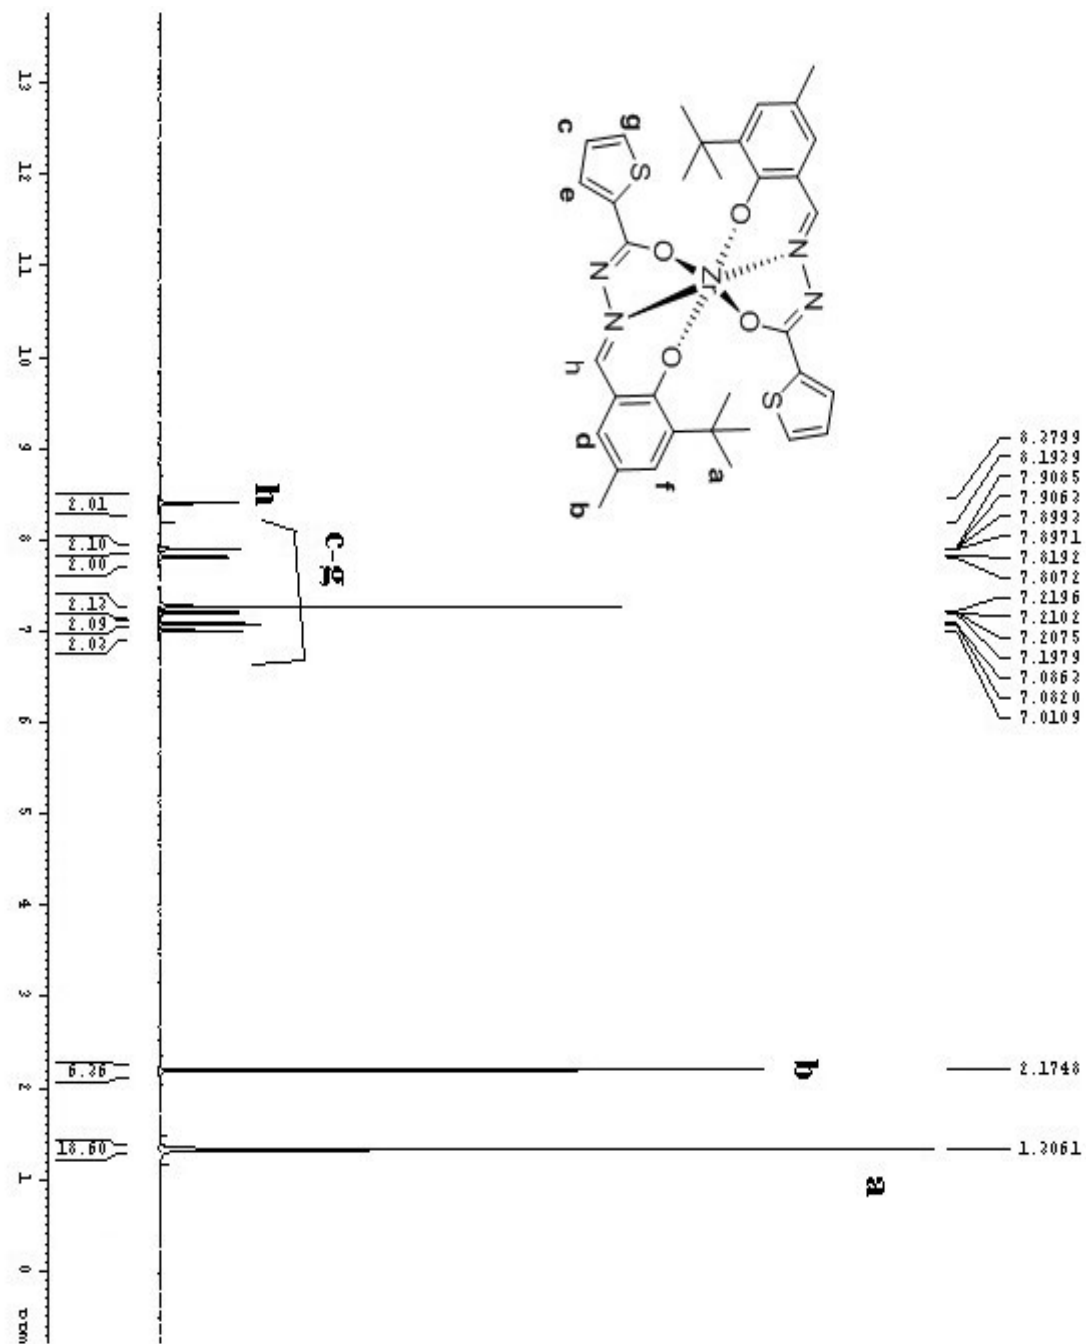 8.3799
8.1939
7.9085
7.9063
7.8993
7.8971
7.8192
7.8072
7.2196
7.2102
7.2075
7.1979
7.0863
7.0820
7.0109
2.1748
1.3061
g
c
S
e
O
N
N
Zr
O
N
N
O
S
O
h
d
f
a
b
h
c-g
b
a
2.01
2.10
2.00
2.13
2.09
2.03
6.36
18.60
13 12 11 10 9 8 7 6 5 4 3 2 1 0 ppm